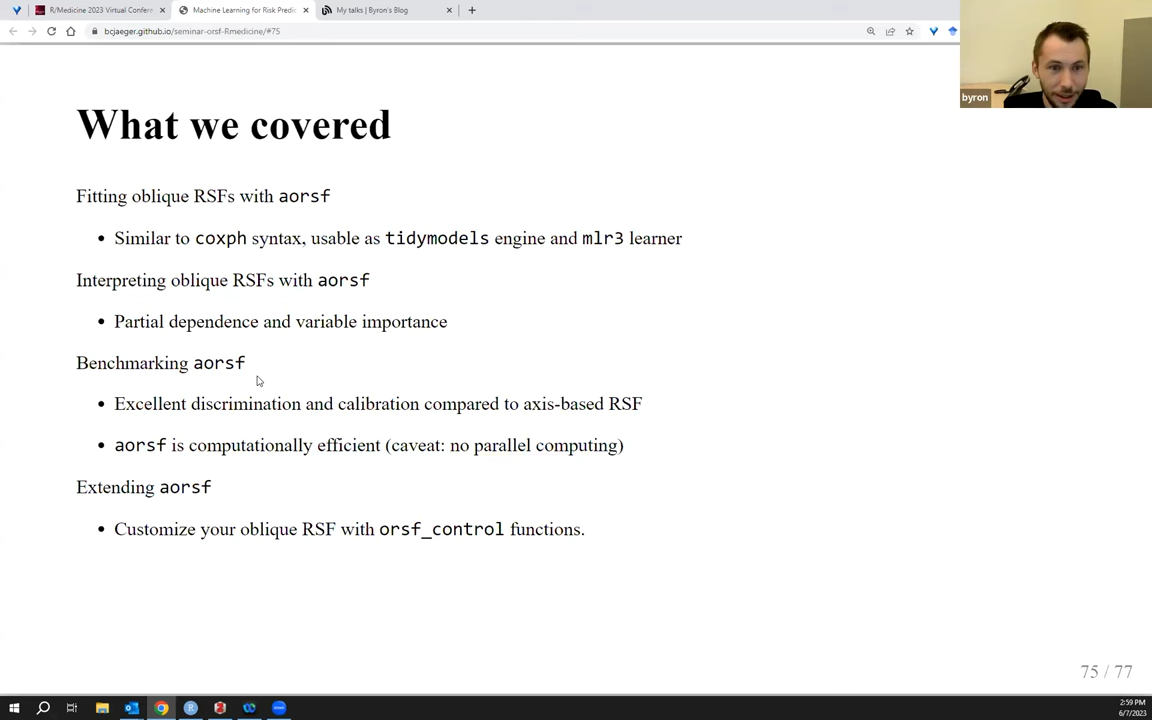 R/Medicine 2023 Virtual Confere
Machine Learning for Risk Predic
My talks | Byron's Blog
bcjaeger.github.io/seminar-orsf-Rmedicine/#75
byron
What we covered
Fitting oblique RSFs with aorsf
• Similar to coxph syntax, usable as tidymodels engine and mlr3 learner
Interpreting oblique RSFs with aorsf
• Partial dependence and variable importance
Benchmarking aorsf
• Excellent discrimination and calibration compared to axis-based RSF
• aorsf is computationally efficient (caveat: no parallel computing)
Extending aorsf
• Customize your oblique RSF with orsf_control functions.
75 / 77
2:59 PM
6/7/2023